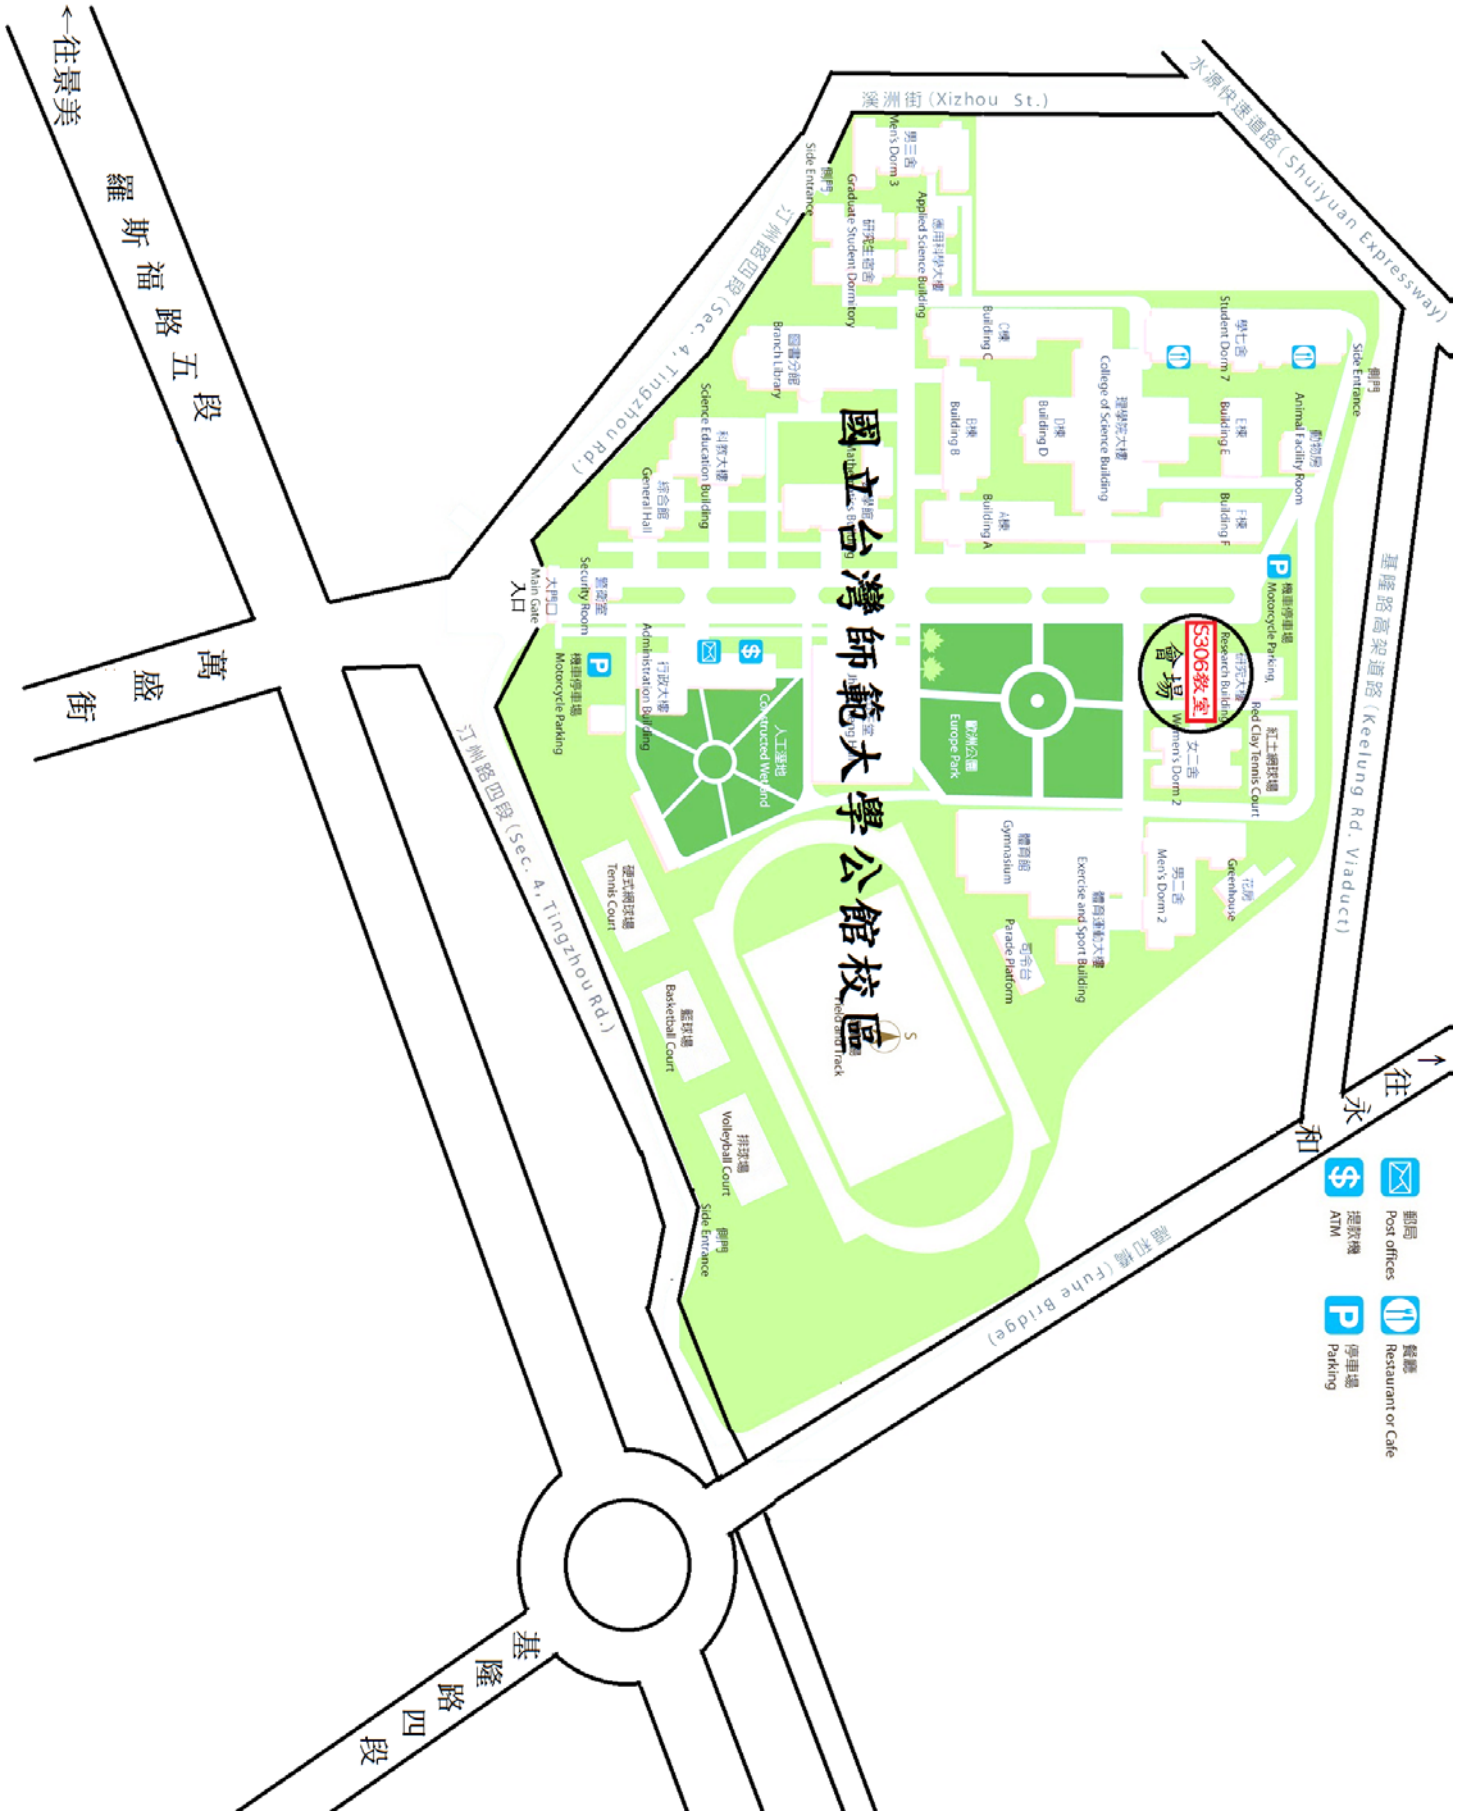 ←往景美
羅斯福路五段
萬盛街
溪洲街 (Xizhou St.)
水源快速道路 (Shuiyuan Expressway)
基隆路高架道路 (Keelung Rd. Viaduct)
汀州路四段 (Sec. 4, Tingzhou Rd.)
汀州路四段 (Sec. 4, Tingzhou Rd.)
福和橋 (Fuhe Bridge)
←往永和
基隆路四段
國立台灣師範大學公館校區
男三舍
Men's Dorm 3
側門
Side Entrance
研究生宿舍
Graduate Student Dormitory
應用科學大樓
Applied Science Building
圖書分館
Branch Library
C棟
Building C
B棟
Building B
A棟
Building A
D棟
Building D
理學院大樓
College of Science Building
學七舍
Student Dorm 7
E棟
Building E
F棟
Building F
動物房
Animal Facility Room
側門
Side Entrance
科教大樓
Science Education Building
綜合館
General Hall
警衛室
Security Room
大門口
Main Gate
入口
機車停車場
Motorcycle Parking
行政大樓
Administration Building
人工溼地
Constructed Wetland
歐洲公園
Europe Park
機車停車場
Motorcycle Parking
研究大樓
Research Building
S306教室
會場
紅土網球場
Red Clay Tennis Court
女二舍
Women's Dorm 2
男二舍
Men's Dorm 2
花房
Greenhouse
體育館
Gymnasium
體育運動大樓
Exercise and Sport Building
司令台
Parade Platform
Field and Track
S
硬式網球場
Tennis Court
籃球場
Basketball Court
排球場
Volleyball Court
側門
Side Entrance
郵局
Post offices
餐廳
Restaurant or Cafe
$
提款機
ATM
P
停車場
Parking
P
P
$